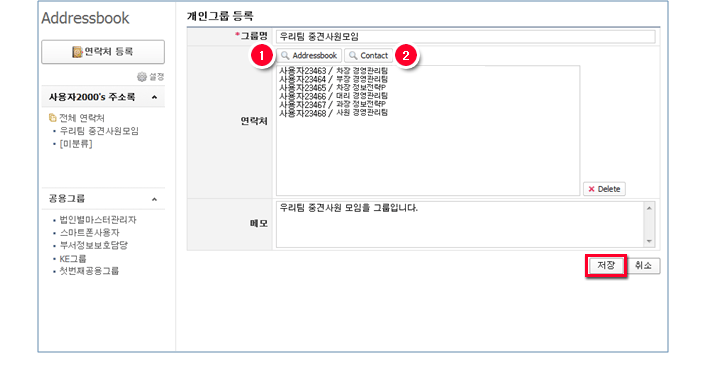 Addressbook
연락처 등록
설정
사용자2000's 주소록
전체 연락처
• 우리팀 중견사원모임
• [미분류]
공용그룹
• 법인별마스터관리자
• 스마트폰사용자
• 부서정보보호담당
• KE그룹
• 첫번째공용그룹
개인그룹 등록
*그룹명 우리팀 중견사원모임
1 Addressbook Contact 2
연락처
사용자23463 / 차장 경영관리팀
사용자23464 / 부장 경영관리팀
사용자23465 / 차장 정보전략P
사용자23466 / 대리 경영관리팀
사용자23467 / 과장 정보전략P
사용자23468 / 사원 경영관리팀
Delete
메모
우리팀 중견사원 모임을 그룹입니다.
저장 취소